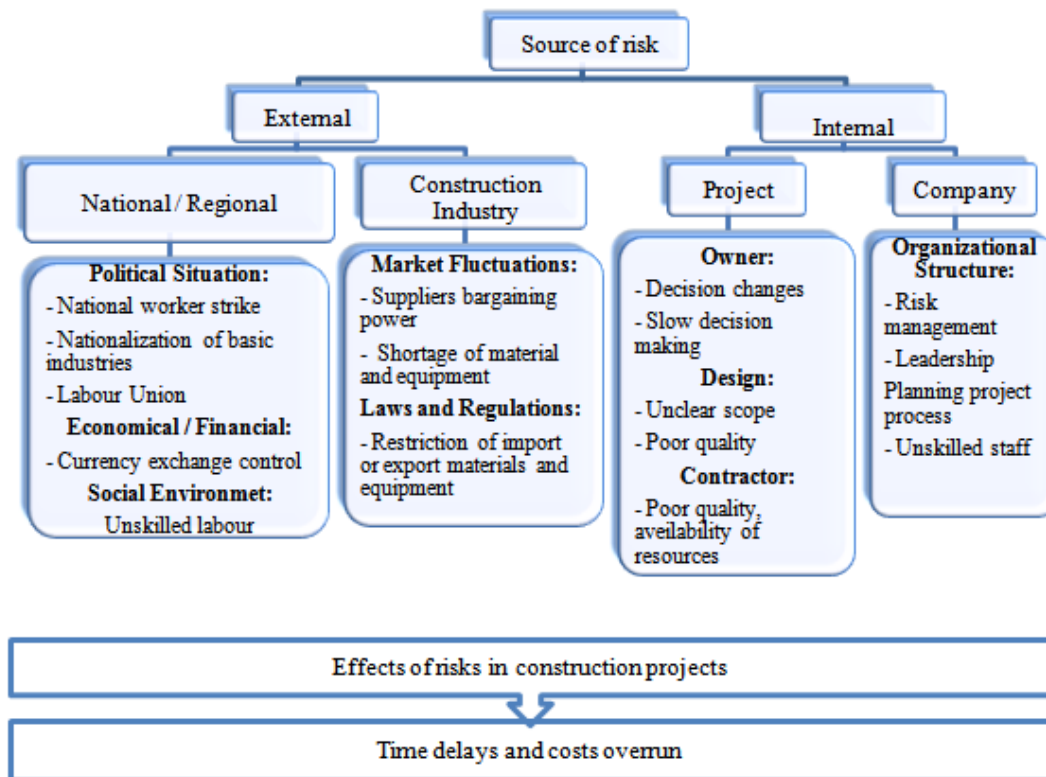 Source of risk
External
Internal
National / Regional
Construction
Industry
Project
Company
Political Situation:
- National worker strike
- Nationalization of basic
industries
- Labour Union
Economical / Financial:
- Currency exchange control
Social Environmet:
Unskilled labour
Market Fluctuations:
- Suppliers bargaining
power
- Shortage of material
and equipment
Laws and Regulations:
- Restriction of import
or export materials and
equipment
Owner:
- Decision changes
- Slow decision
making
Design:
- Unclear scope
- Poor quality
Contractor:
- Poor quality,
aveilability of
resources
Organizational
Structure:
- Risk
management
- Leadership
Planning project
process
- Unskilled staff
Effects of risks in construction projects
Time delays and costs overrun